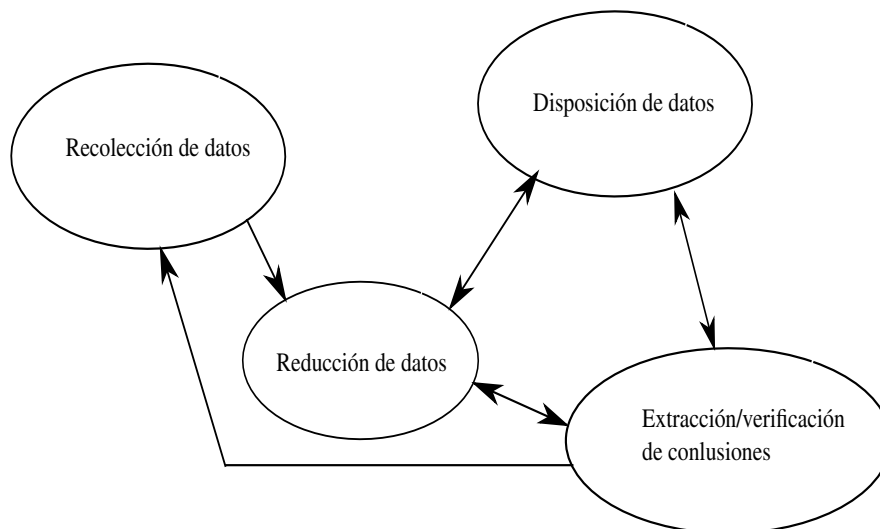 Disposición de datos
Recolección de datos
Reducción de datos
Extracción/verificación
de conlusiones